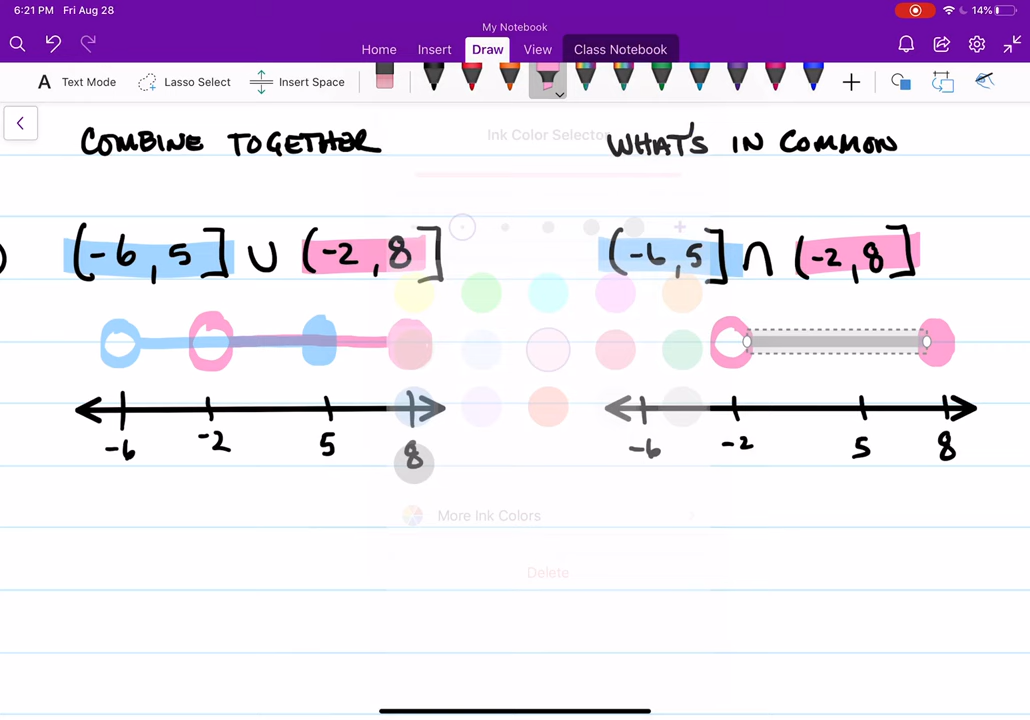 6:21 PM Fri Aug 28 14%
My Notebook
Home Insert Draw View Class Notebook
A Text Mode Lasso Select Insert Space
Ink Color Selector
COMBINE TOGETHER WHAT'S IN COMMON
(-6, 5] ∪ (-2, 8] (-6, 5] ∩ (-2, 8]
-6 -2 5 8 -6 -2 5 8
More Ink Colors
Delete